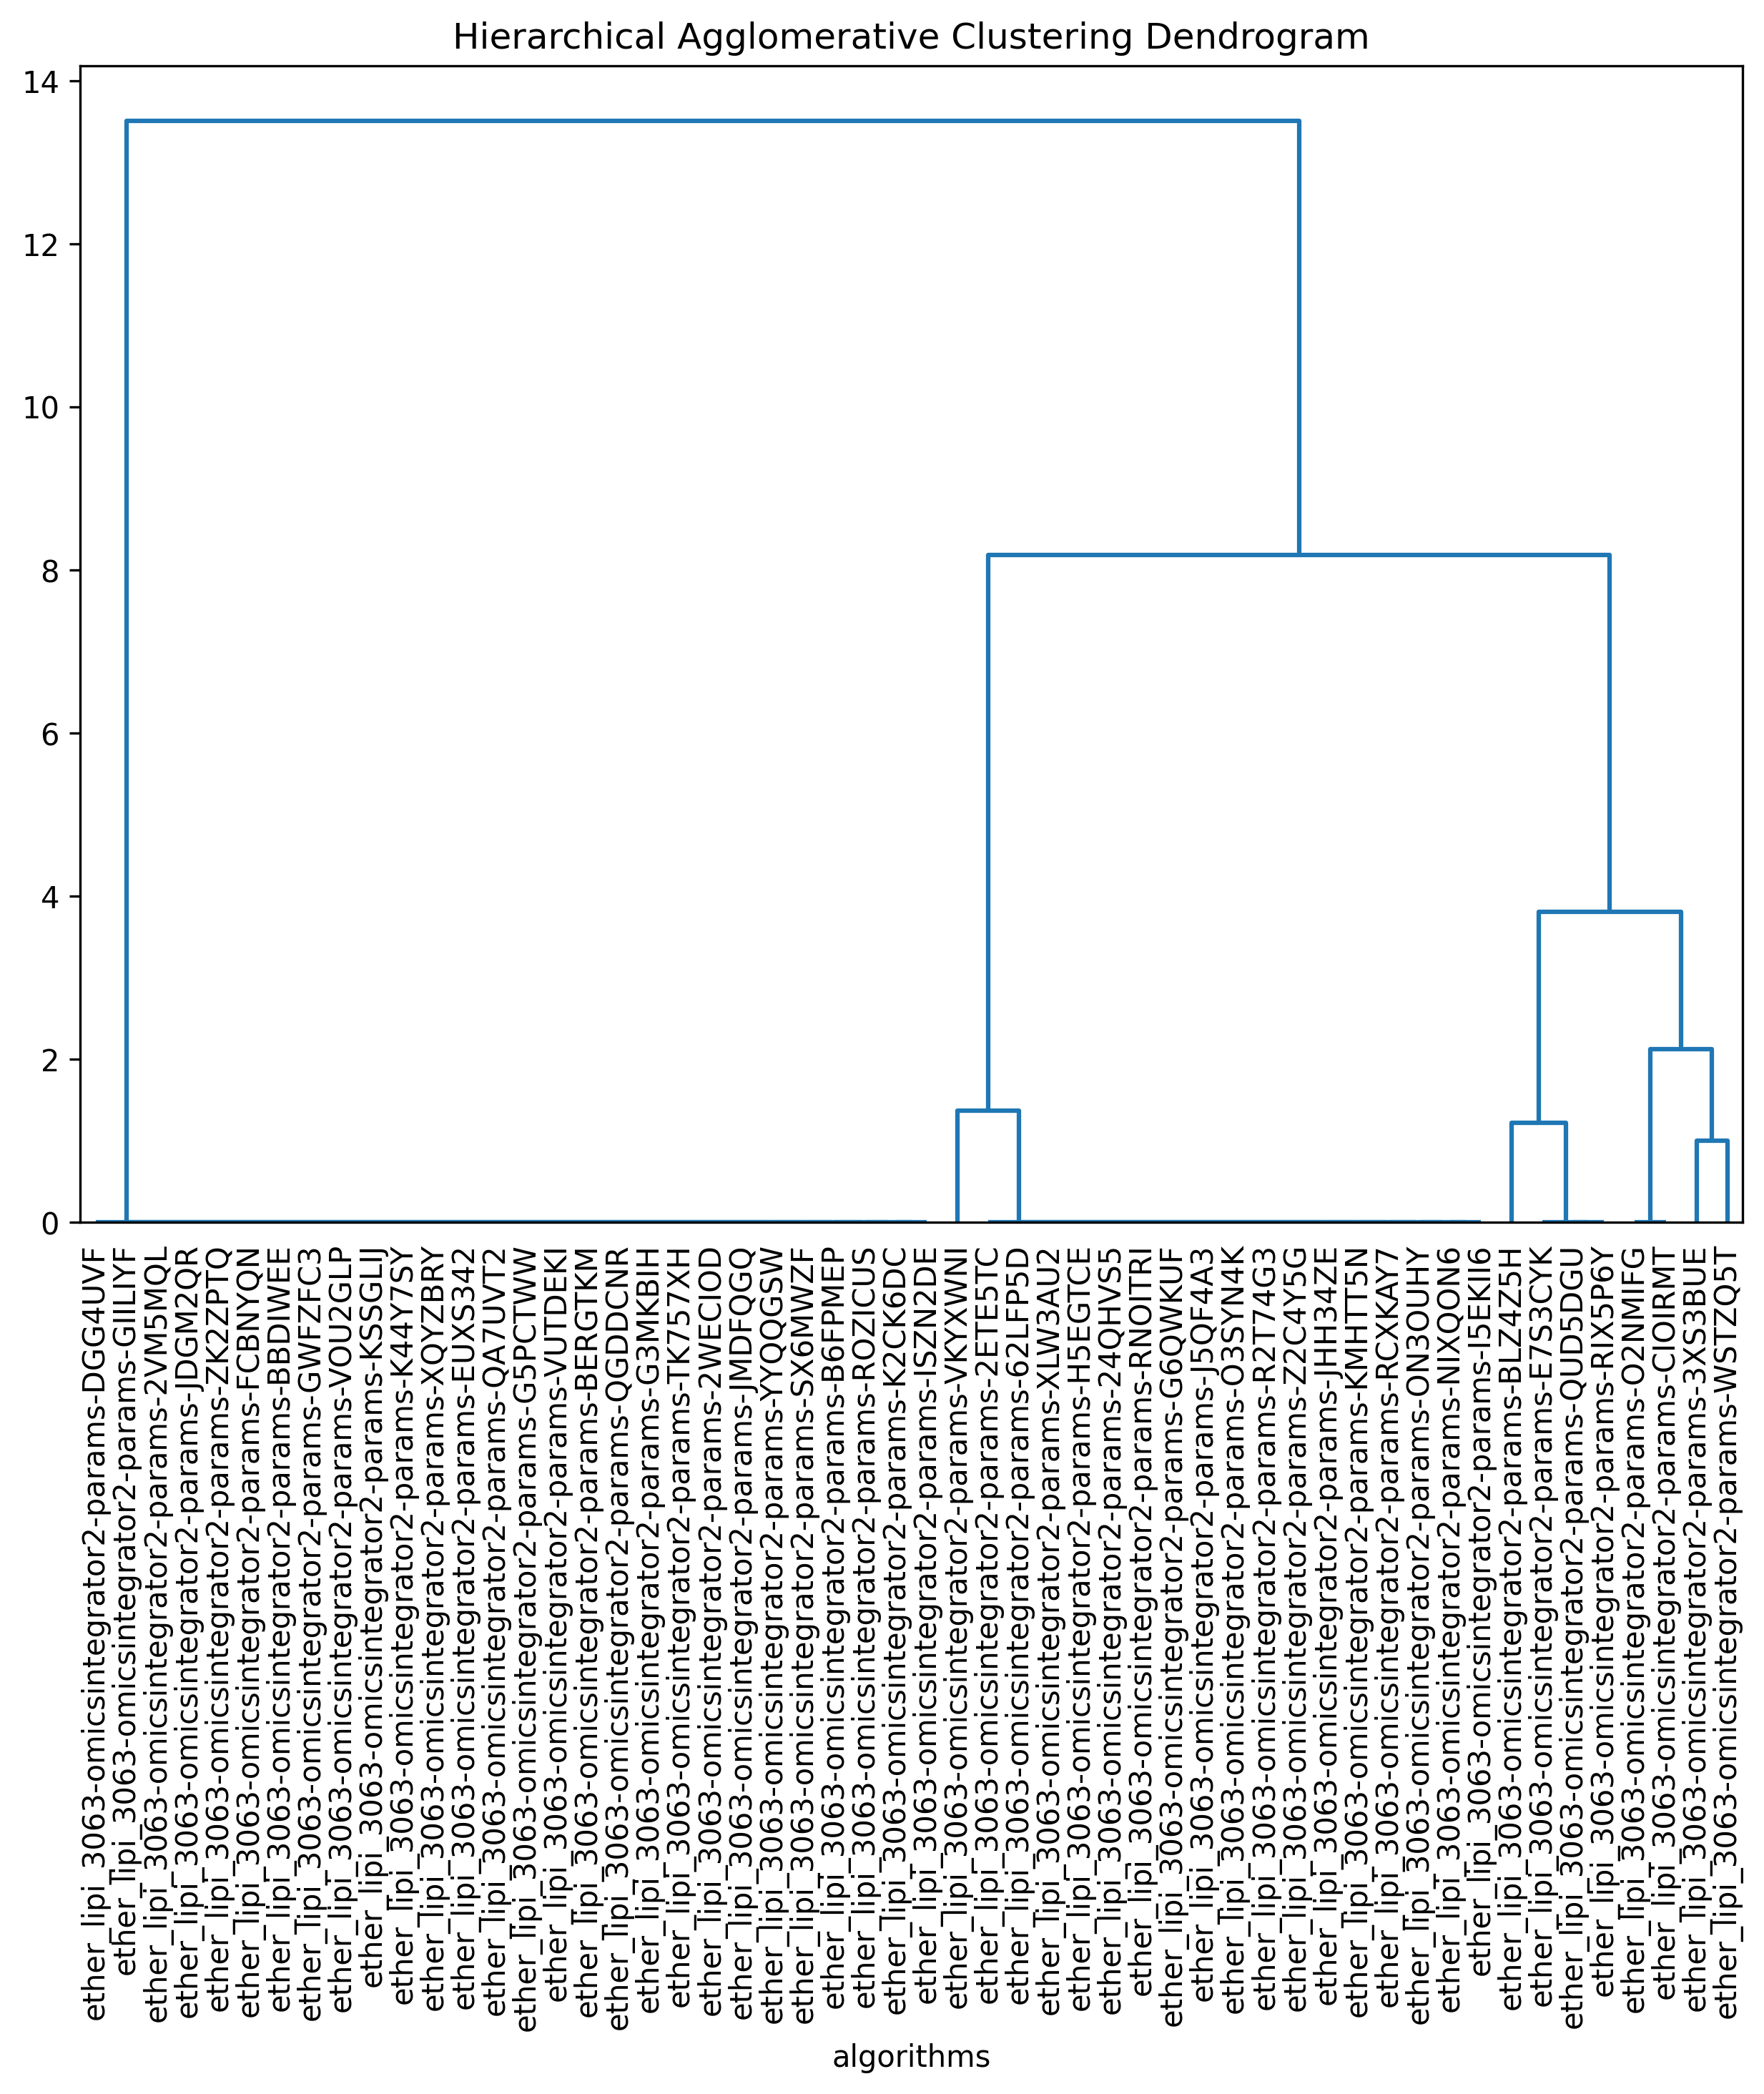 Hierarchical Agglomerative Clustering Dendrogram
14
12
10
8
6
4
2
0
ether_lipi_3063-omicsintegrator2-params-DGG4UVF
ether_lipi_3063-omicsintegrator2-params-GIILIYF
ether_lipi_3063-omicsintegrator2-params-2VM5MQL
ether_lipi_3063-omicsintegrator2-params-JDGM2QR
ether_lipi_3063-omicsintegrator2-params-ZK2ZPTQ
ether_lipi_3063-omicsintegrator2-params-FCBNYQN
ether_lipi_3063-omicsintegrator2-params-BBDIWEE
ether_lipi_3063-omicsintegrator2-params-GWFZFC3
ether_lipi_3063-omicsintegrator2-params-VOU2GLP
ether_lipi_3063-omicsintegrator2-params-KSSGLIJ
ether_lipi_3063-omicsintegrator2-params-K44Y7SY
ether_lipi_3063-omicsintegrator2-params-XQYZBRY
ether_lipi_3063-omicsintegrator2-params-EUXS342
ether_lipi_3063-omicsintegrator2-params-QA7UVT2
ether_lipi_3063-omicsintegrator2-params-G5PCTWW
ether_lipi_3063-omicsintegrator2-params-VUTDEKI
ether_lipi_3063-omicsintegrator2-params-BERGTKM
ether_lipi_3063-omicsintegrator2-params-QGDDCNR
ether_lipi_3063-omicsintegrator2-params-G3MKBIH
ether_lipi_3063-omicsintegrator2-params-TK757XH
ether_lipi_3063-omicsintegrator2-params-2WECIOD
ether_lipi_3063-omicsintegrator2-params-JMDFQGQ
ether_lipi_3063-omicsintegrator2-params-YYQQGSW
ether_lipi_3063-omicsintegrator2-params-SX6MWZF
ether_lipi_3063-omicsintegrator2-params-B6FPMEP
ether_lipi_3063-omicsintegrator2-params-ROZICUS
ether_lipi_3063-omicsintegrator2-params-K2CK6DC
ether_lipi_3063-omicsintegrator2-params-ISZN2DE
ether_lipi_3063-omicsintegrator2-params-VKYXWNI
ether_lipi_3063-omicsintegrator2-params-2ETE5TC
ether_lipi_3063-omicsintegrator2-params-62LFP5D
ether_lipi_3063-omicsintegrator2-params-XLW3AU2
ether_lipi_3063-omicsintegrator2-params-H5EGTCE
ether_lipi_3063-omicsintegrator2-params-24QHVS5
ether_lipi_3063-omicsintegrator2-params-RNOITRI
ether_lipi_3063-omicsintegrator2-params-G6QWKUF
ether_lipi_3063-omicsintegrator2-params-J5QF4A3
ether_lipi_3063-omicsintegrator2-params-O3SYN4K
ether_lipi_3063-omicsintegrator2-params-R2T74G3
ether_lipi_3063-omicsintegrator2-params-Z2C4Y5G
ether_lipi_3063-omicsintegrator2-params-JHH34ZE
ether_lipi_3063-omicsintegrator2-params-KMHTT5N
ether_lipi_3063-omicsintegrator2-params-RCXKAY7
ether_lipi_3063-omicsintegrator2-params-ON3OUHY
ether_lipi_3063-omicsintegrator2-params-NIXQON6
ether_lipi_3063-omicsintegrator2-params-I5EKII6
ether_lipi_3063-omicsintegrator2-params-BLZ4Z5H
ether_lipi_3063-omicsintegrator2-params-E7S3CYK
ether_lipi_3063-omicsintegrator2-params-QUD5DGU
ether_lipi_3063-omicsintegrator2-params-RIX5P6Y
ether_lipi_3063-omicsintegrator2-params-O2NMIFG
ether_lipi_3063-omicsintegrator2-params-CIOIRMT
ether_lipi_3063-omicsintegrator2-params-3XS3BUE
ether_lipi_3063-omicsintegrator2-params-WSTZQ5T
algorithms